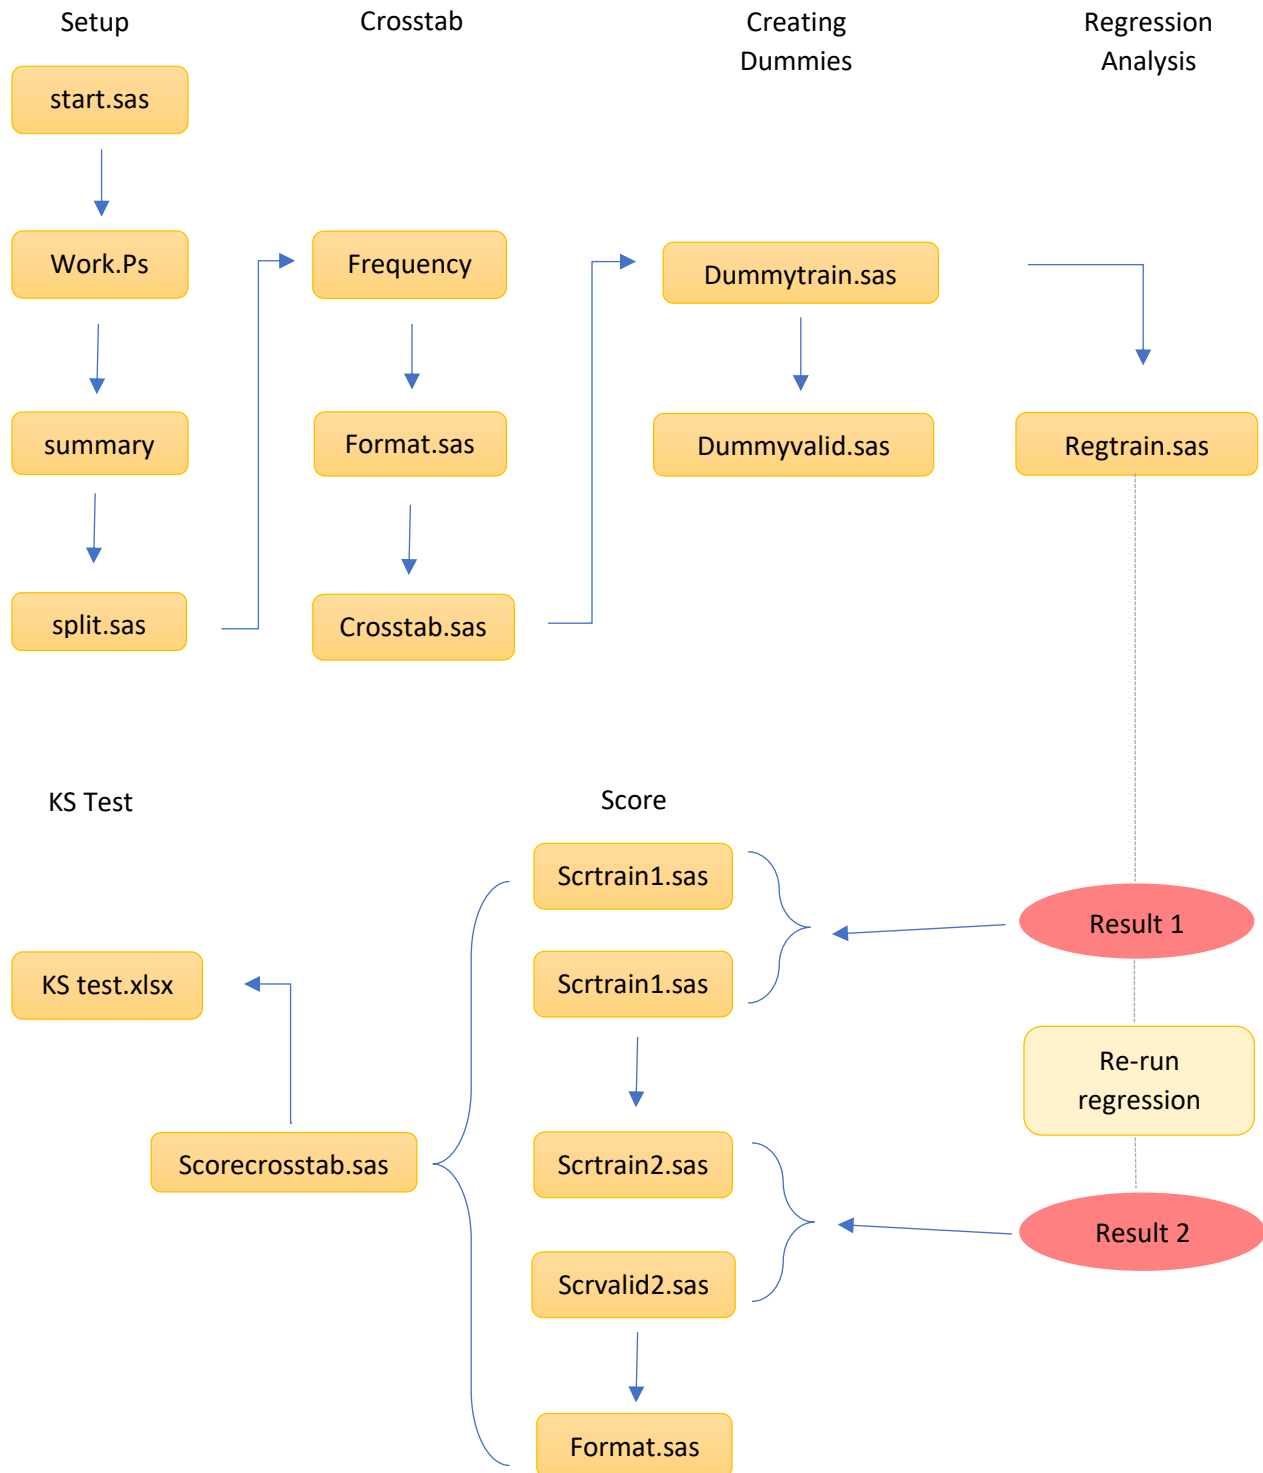 Setup
Crosstab
Creating
Dummies
Regression
Analysis
start.sas
Work.Ps
Frequency
Dummytrain.sas
summary
Format.sas
Dummyvalid.sas
Regtrain.sas
split.sas
Crosstab.sas
KS Test
Score
Scrtrain1.sas
Result 1
KS test.xlsx
Scrtrain1.sas
Re-run
regression
Scorecrosstab.sas
Scrtrain2.sas
Result 2
Scrvalid2.sas
Format.sas